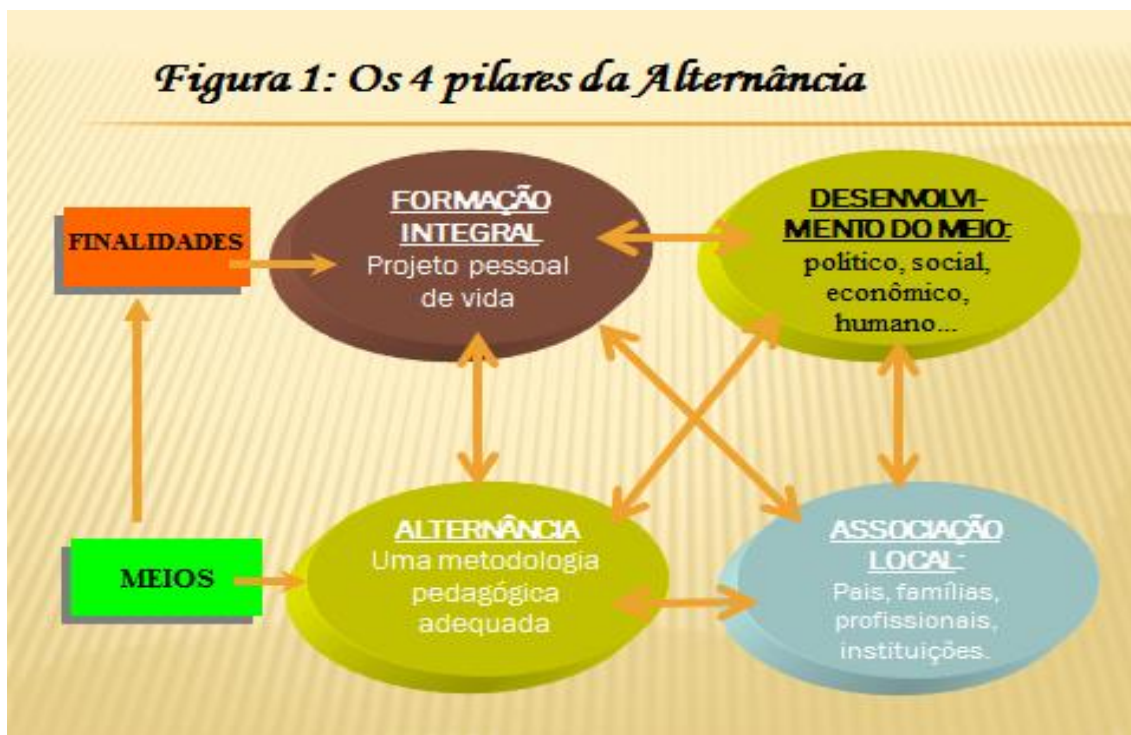 Figura 1: Os 4 pilares da Alternância
FINALIDADES
FORMAÇÃO
INTEGRAL
Projeto pessoal
de vida
DESENVOLVI-
MENTO DO MEIO:
político, social,
econômico,
humano...
MEIOS
ALTERNÂNCIA
Uma metodologia
pedagógica
adequada
ASSOCIAÇÃO
LOCAL:
Pais, famílias,
profissionais,
instituições.